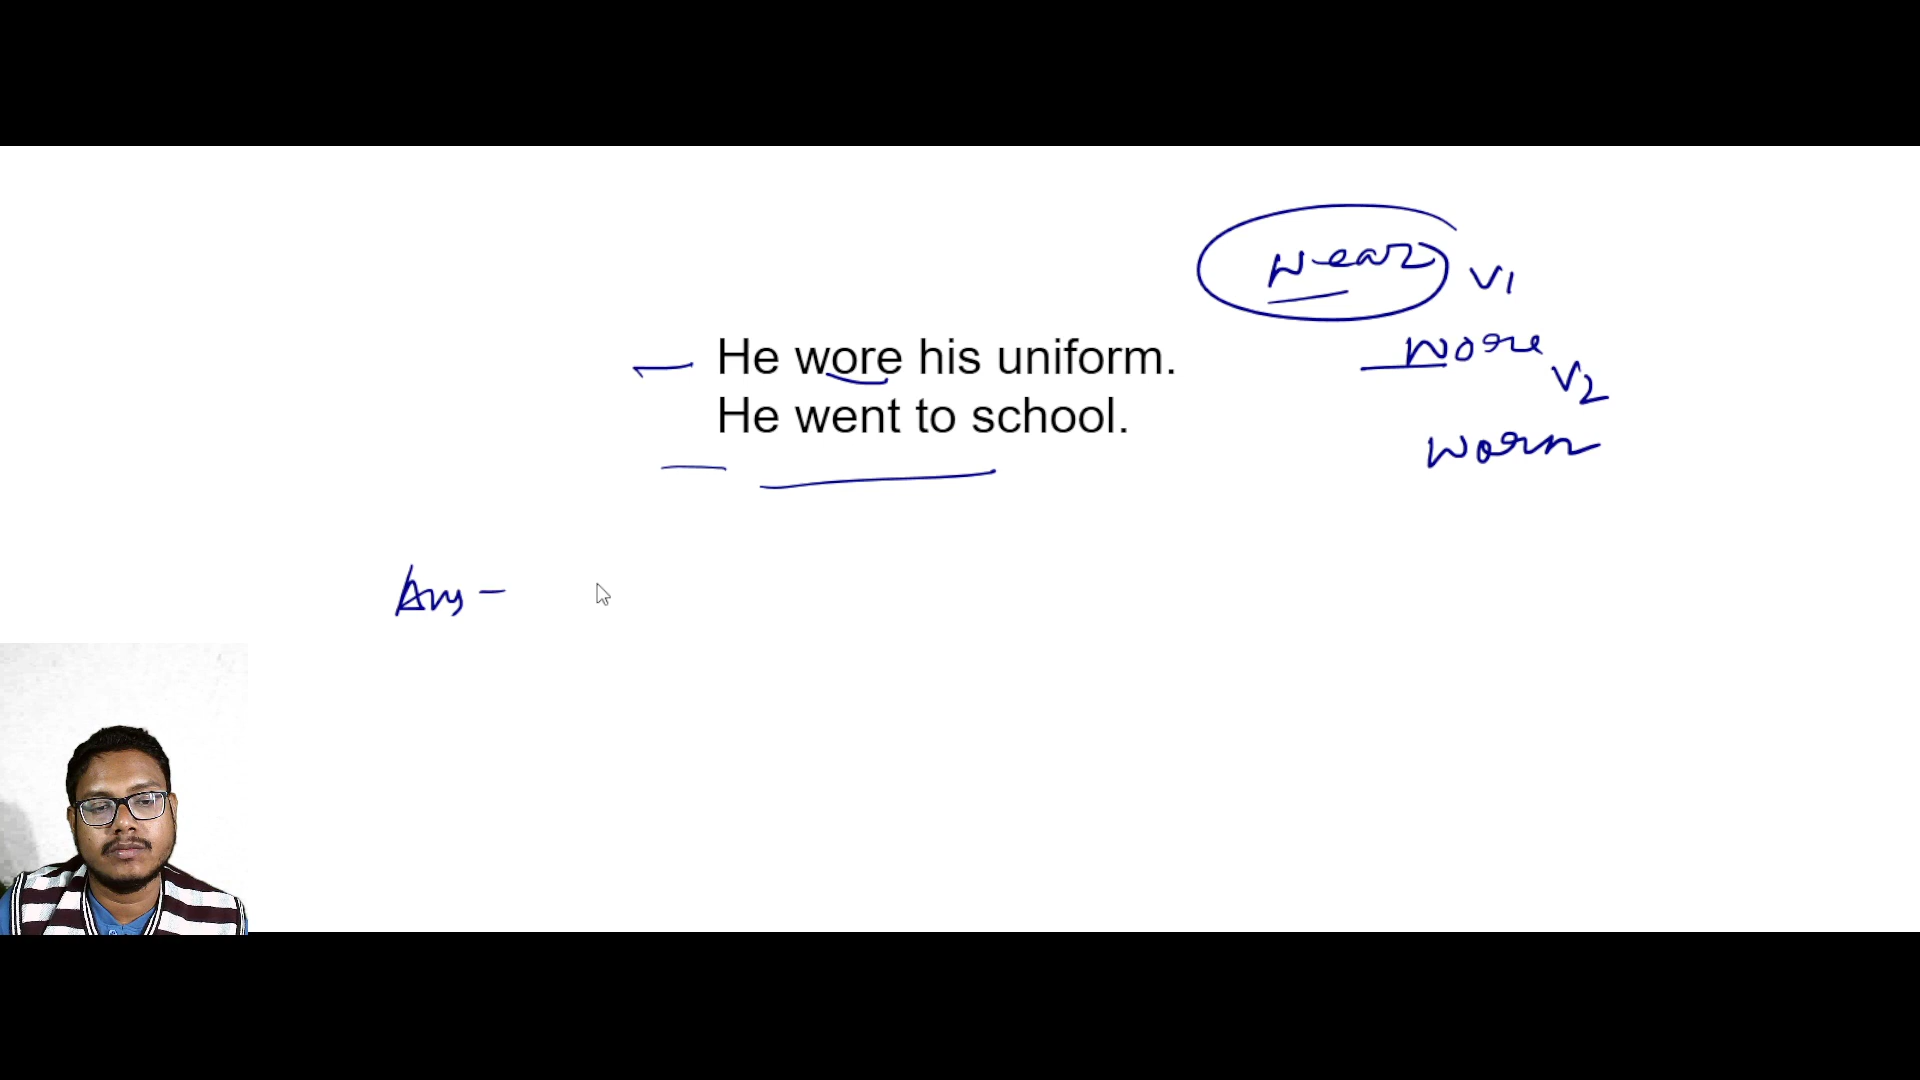 wear v1
He wore his uniform.
wore v2
He went to school.
worn
Ans -